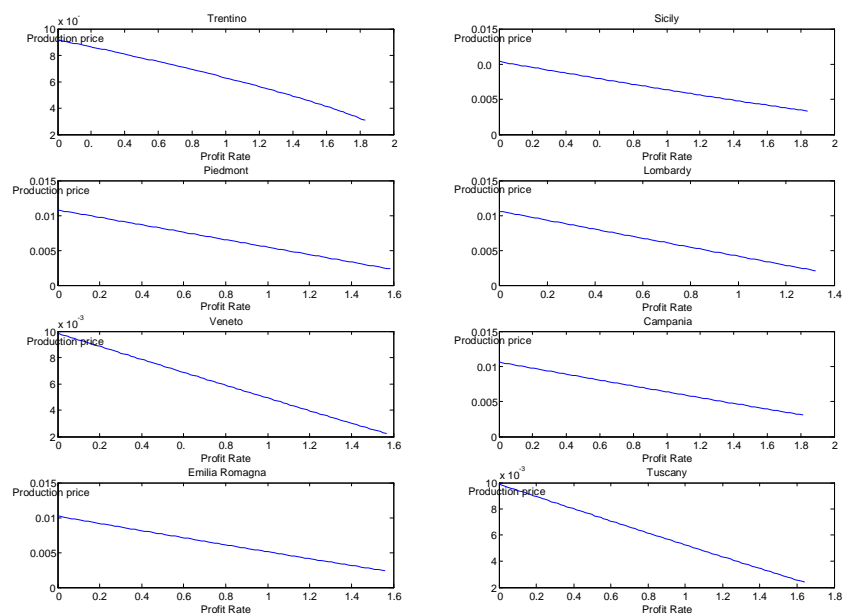 Trentino
x 10⁻
Production price
10
8
6
4
2
0 0. 0.4 0.6 0.8 1 1.2 1.4 1.6 1.8 2
Profit Rate
Sicily
Production price
0.015
0.0
0.005
0
0 0.2 0.4 0. 0.8 1 1.2 1.4 1.6 1.8 2
Profit Rate
Piedmont
Production price
0.015
0.01
0.005
0
0 0.2 0.4 0.6 0.8 1 1.2 1.4 1.6
Profit Rate
Lombardy
Production price
0.015
0.01
0.005
0
0 0.2 0.4 0.6 0.8 1 1.2 1.4
Profit Rate
Veneto
x 10⁻³
Production price
10
8
6
4
2
0 0.2 0.4 0. 0.8 1 1.2 1.4 1.6
Profit Rate
Campania
Production price
0.015
0.01
0.005
0
0 0.2 0.4 0.6 0.8 1 1.2 1.4 1.6 1.8 2
Profit Rate
Emilia Romagna
Production price
0.015
0.01
0.005
0
0 0.2 0.4 0.6 0.8 1 1.2 1.4 1.6
Profit Rate
Tuscany
x 10⁻³
Production price
10
8
6
4
2
0 0.2 0.4 0.6 0.8 1 1.2 1.4 1.6 1.8
Profit Rate